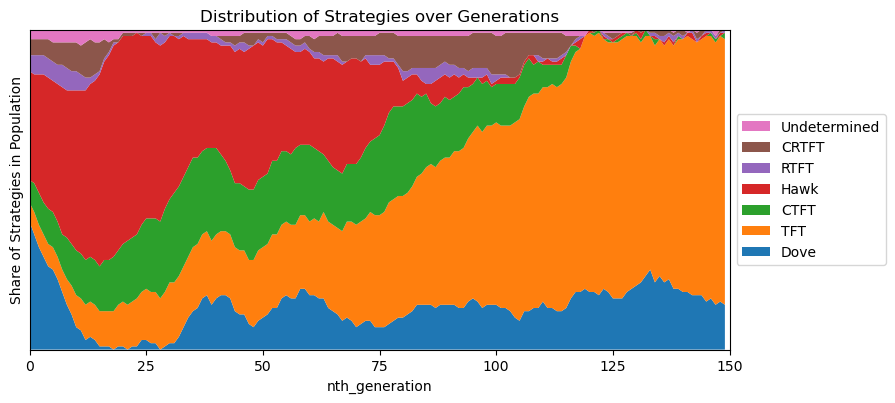 Distribution of Strategies over Generations
Share of Strategies in Population
Undetermined
CRTFT
RTFT
Hawk
CTFT
TFT
Dove
0 25 50 75 100 125 150
nth_generation